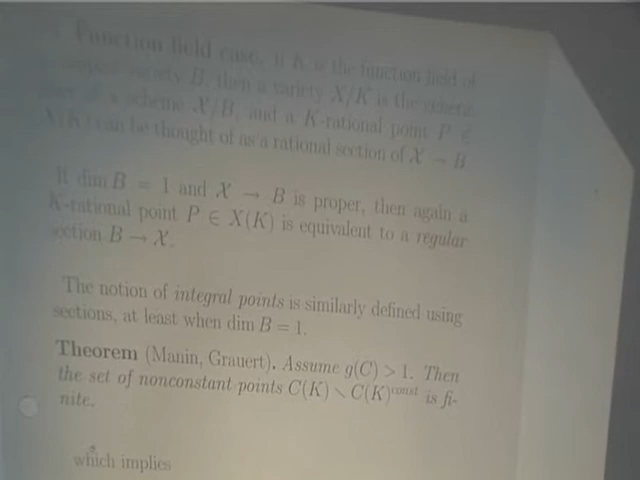 Function field case. If K is the function field of
variety B, then a variety X/K is the
a scheme X/B, and a K-rational point P ∈
X(K) can be thought of as a rational section of X → B
If dim B = 1 and X → B is proper, then again a
K-rational point P ∈ X(K) is equivalent to a regular
section B → X.
The notion of integral points is similarly defined using
sections, at least when dim B = 1.
Theorem (Manin, Grauert). Assume g(C) > 1. Then
the set of nonconstant points C(K) ∖ C(K)^const is fi-
nite.
which implies